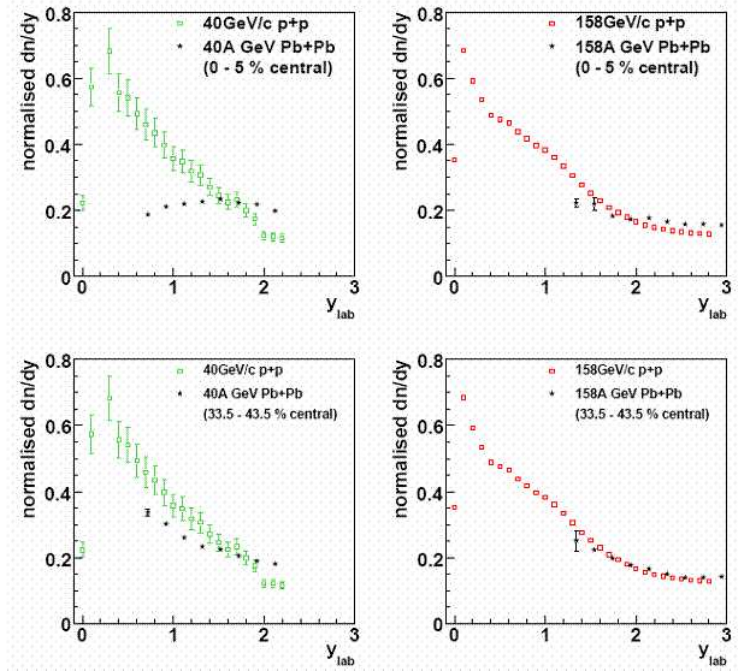 normalised dn/dy
0.8
0.6
0.4
0.2
0
40GeV/c p+p
40A GeV Pb+Pb
(0 - 5 % central)
0 1 2 3
y lab
normalised dn/dy
0.8
0.6
0.4
0.2
0
158GeV/c p+p
158A GeV Pb+Pb
(0 - 5 % central)
0 1 2 3
y lab
normalised dn/dy
0.8
0.6
0.4
0.2
0
40GeV/c p+p
40A GeV Pb+Pb
(33.5 - 43.5 % central)
0 1 2 3
y lab
normalised dn/dy
0.8
0.6
0.4
0.2
0
158GeV/c p+p
158A GeV Pb+Pb
(33.5 - 43.5 % central)
0 1 2 3
y lab